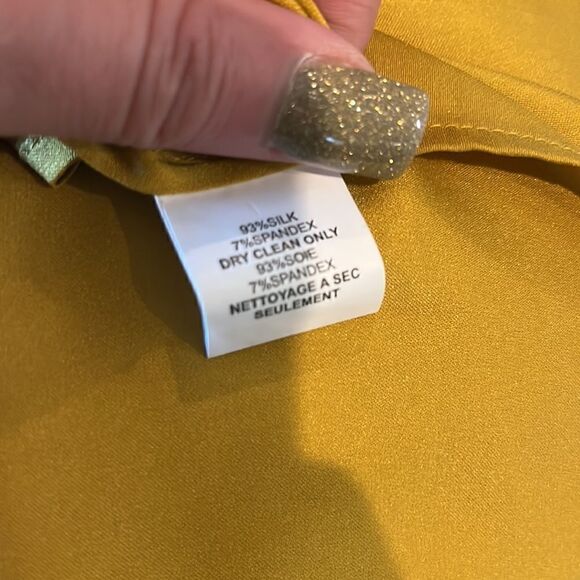 93%SILK
7%SPANDEX
DRY CLEAN ONLY
93%SOIE
7%SPANDEX
NETTOYAGE A SEC
SEULEMENT